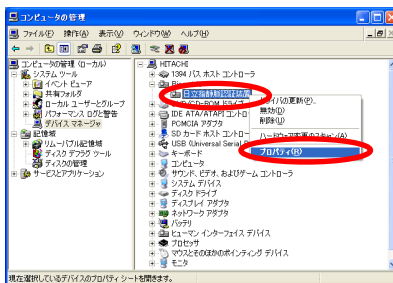 コンピュータの管理
ファイル(F) 操作(A) 表示(V) ウィンドウ(W) ヘルプ(H)
コンピュータの管理 (ローカル)
システム ツール
イベント ビューア
共有フォルダ
ローカル ユーザーとグループ
パフォーマンス ログと警告
デバイス マネージャ
記憶域
リムーバブル記憶域
ディスク デフラグ ツール
ディスクの管理
サービスとアプリケーション
HITACHI
1394 バス ホスト コントローラ
日立指静脈認証装置
IDE ATA/ATAPI コントロ
PCMCIA アダプタ
SD カード ホスト コントロー
USB (Universal Serial
キーボード
コンピュータ
サウンド、ビデオ、およびゲーム コントローラ
システム デバイス
ディスク ドライブ
ディスプレイ アダプタ
ネットワーク アダプタ
バッテリ
ヒューマン インターフェイス デバイス
プロセッサ
マウスとそのほかのポインティング デバイス
モニタ
ドライバの更新(P)...
無効(D)
削除(U)
ハードウェア変更のスキャン(A)
プロパティ(R)
現在選択しているデバイスのプロパティ シートを開きます。